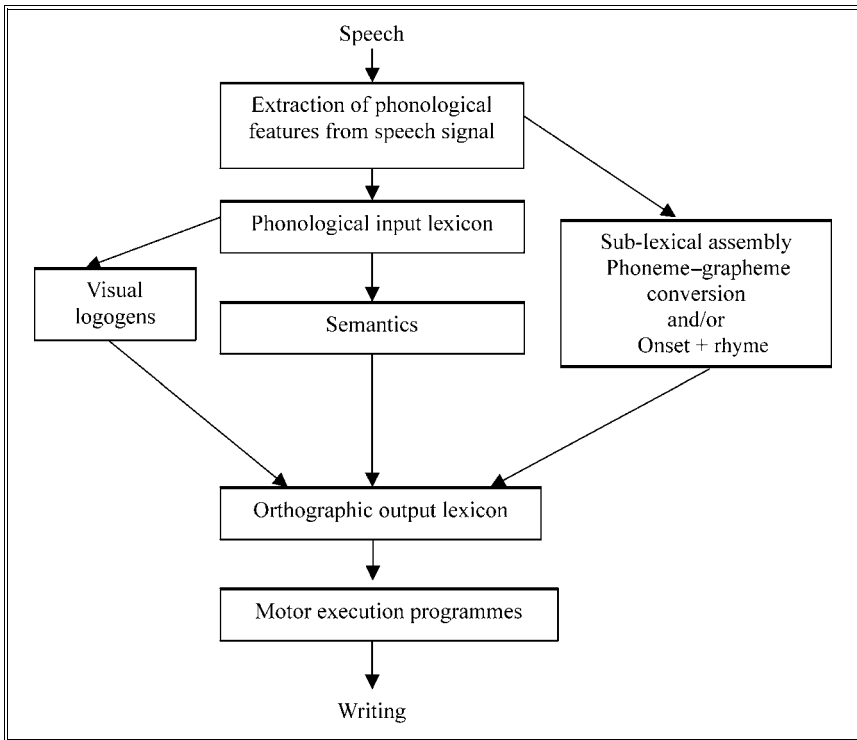 Speech
Extraction of phonological
features from speech signal
Phonological input lexicon
Sub-lexical assembly
Phoneme–grapheme
conversion
and/or
Onset + rhyme
Visual
logogens
Semantics
Orthographic output lexicon
Motor execution programmes
Writing